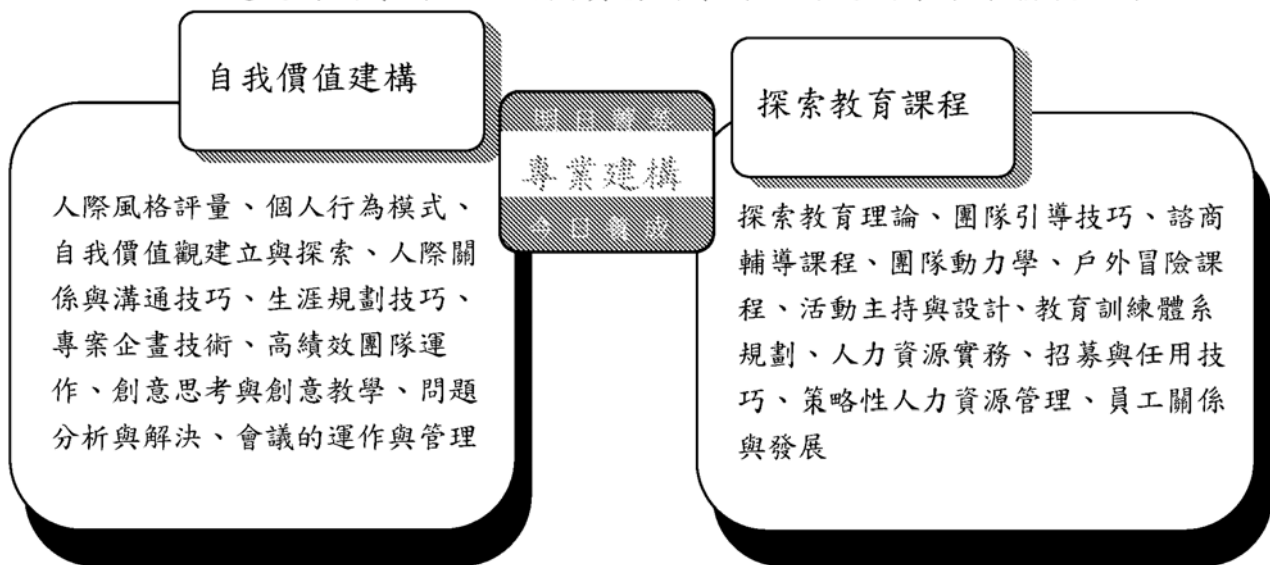 自我價值建構
人際風格評量、個人行為模式、
自我價值觀建立與探索、人際關
係與溝通技巧、生涯規劃技巧、
專案企畫技術、高績效團隊運
作、創意思考與創意教學、問題
分析與解決、會議的運作與管理
專業建構
今日養成
探索教育課程
探索教育理論、團隊引導技巧、諮商
輔導課程、團隊動力學、戶外冒險課
程、活動主持與設計、教育訓練體系
規劃、人力資源實務、招募與任用技
巧、策略性人力資源管理、員工關係
與發展